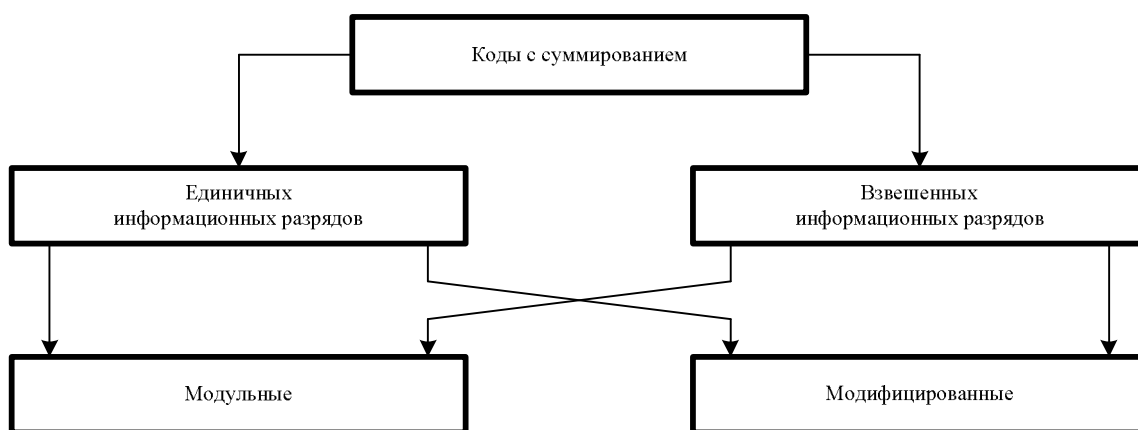 Коды с суммированием
Единичных
информационных разрядов
Взвешенных
информационных разрядов
Модульные
Модифицированные